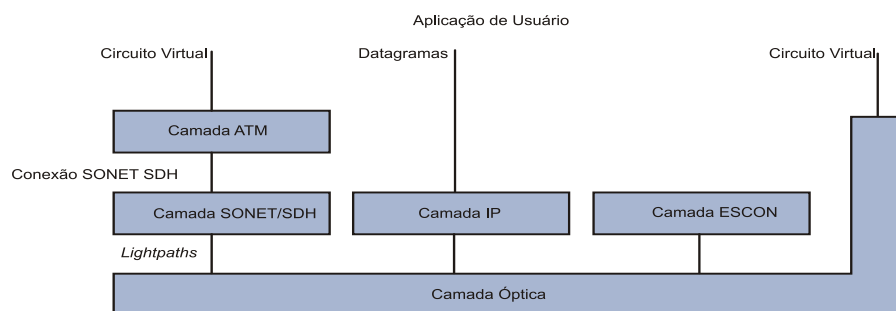 Aplicação de Usuário
Circuito Virtual
Datagramas
Circuito Virtual
Camada ATM
Conexão SONET SDH
Camada SONET/SDH
Camada IP
Camada ESCON
Lightpaths
Camada Óptica